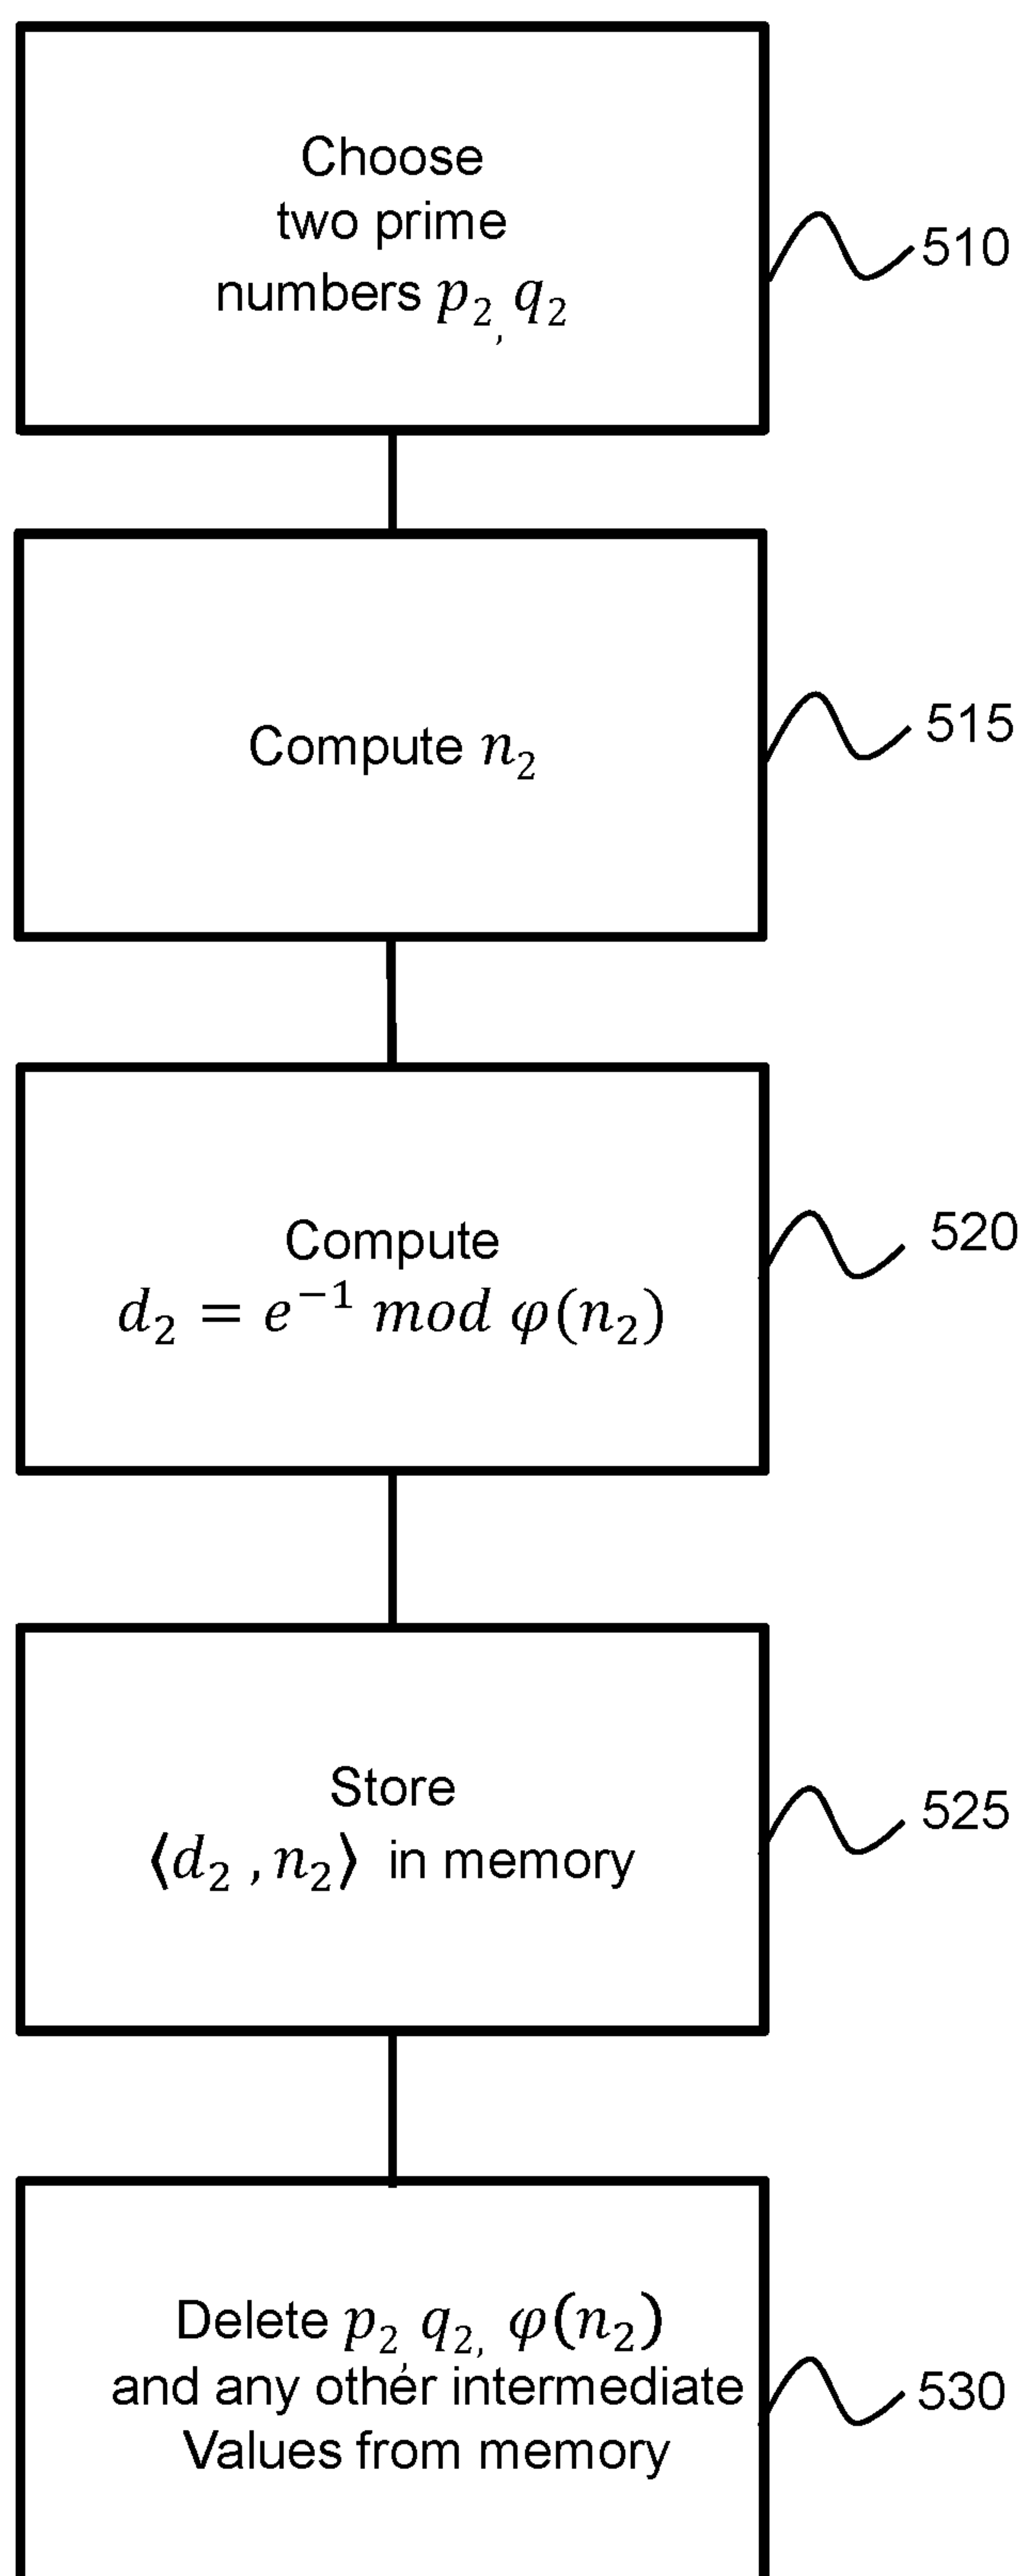 Choose
two prime
numbers p₂, q₂
510
Compute n₂
515
Compute
d₂ = e⁻¹ mod φ(n₂)
520
Store
⟨d₂ , n₂⟩ in memory
525
Delete p₂, q₂, φ(n₂)
and any other intermediate
Values from memory
530